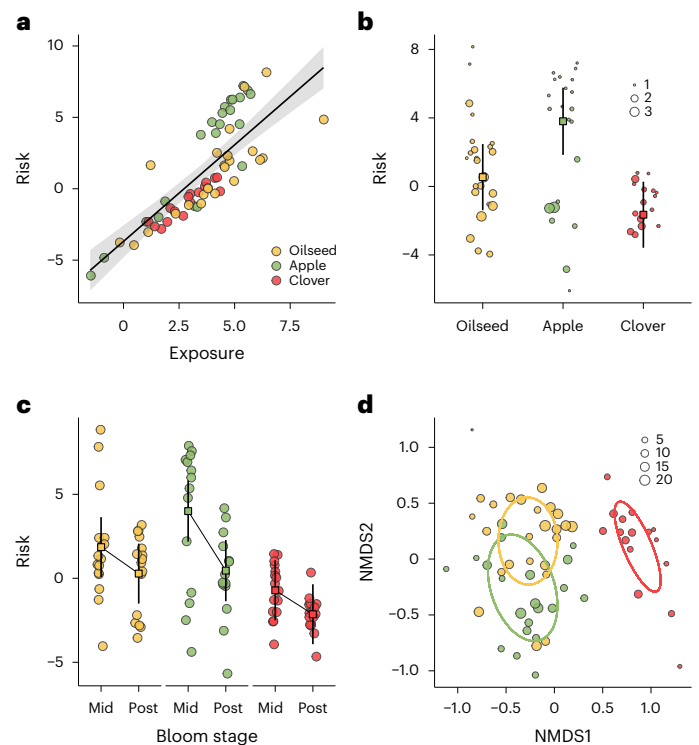 a
10
5
0
−5
Risk
0
2.5
5.0
7.5
Exposure
Oilseed
Apple
Clover
b
8
4
0
−4
Risk
1
2
3
Oilseed
Apple
Clover
c
5
0
−5
Risk
Mid
Post
Mid
Post
Mid
Post
Bloom stage
d
1.0
0.5
0
−0.5
−1.0
NMDS2
5
10
15
20
−1.0
−0.5
0
0.5
1.0
NMDS1